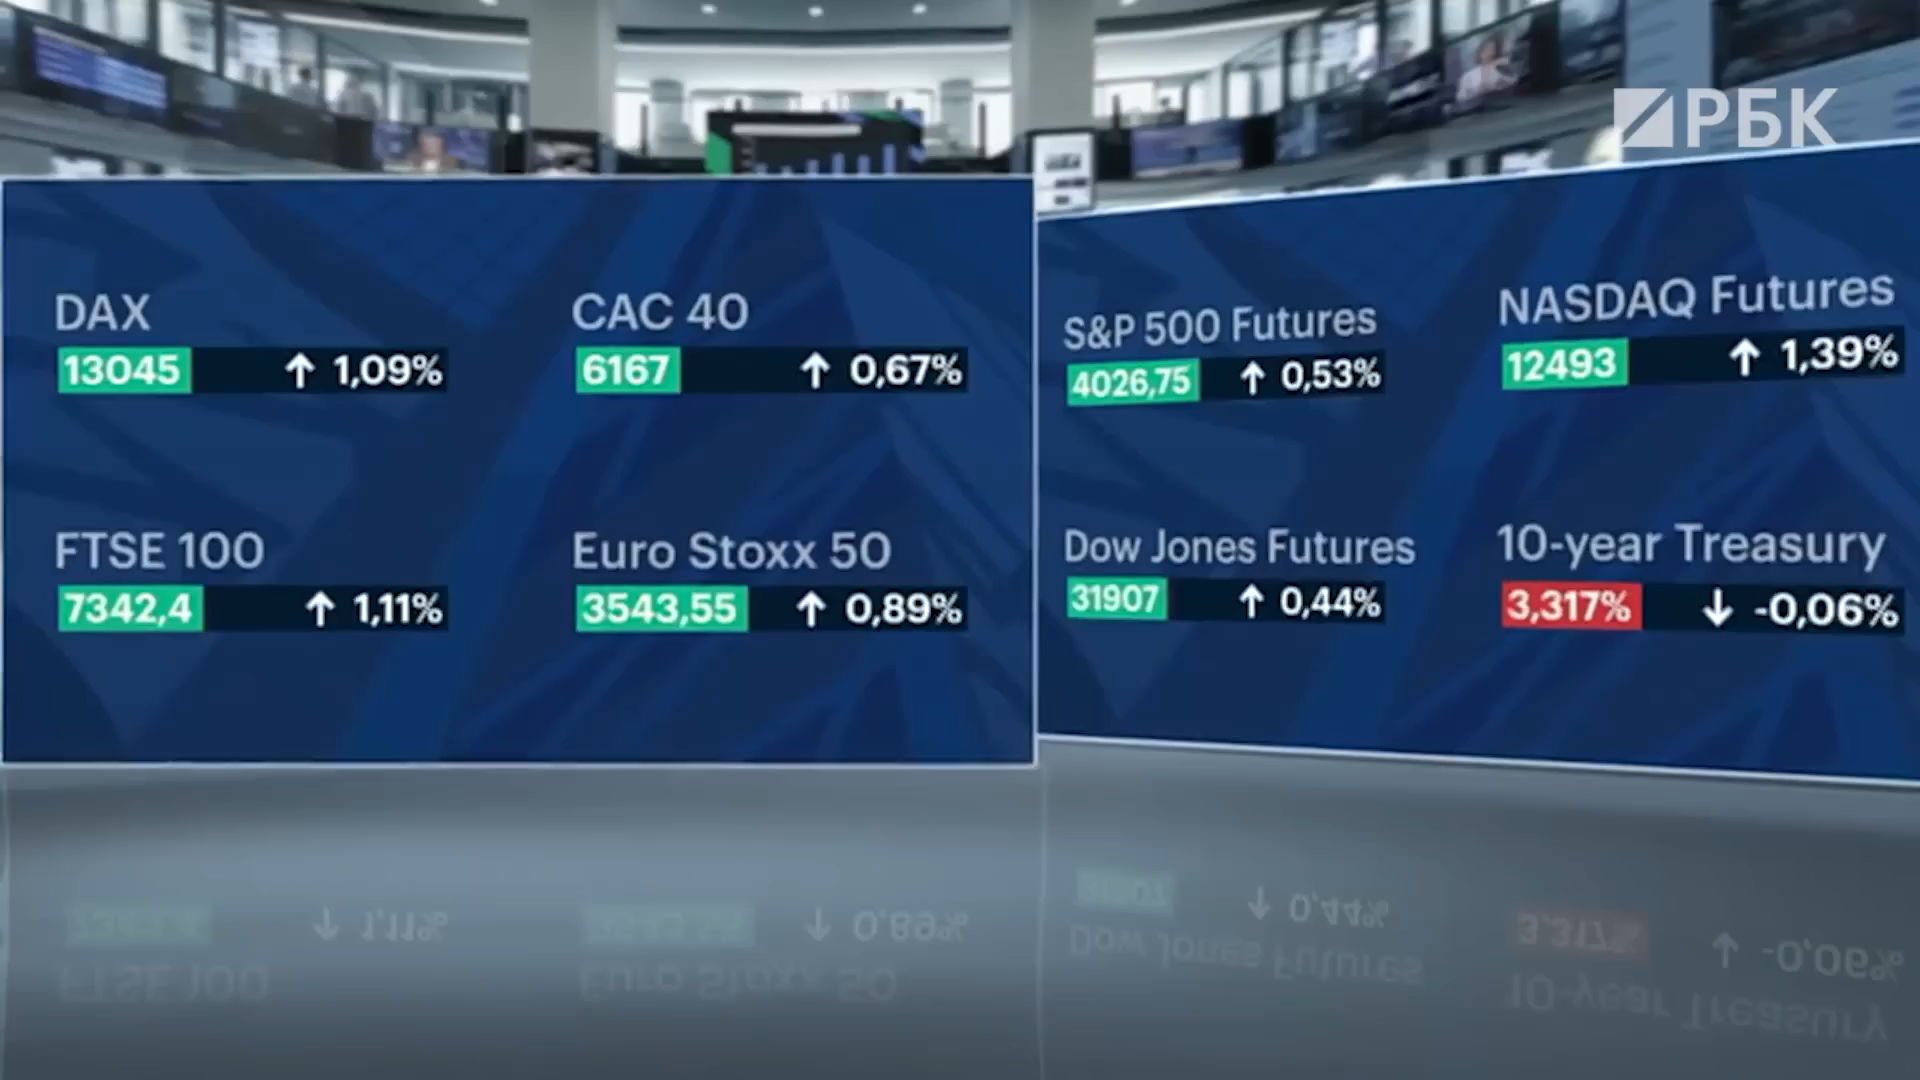 РБК
DAX
13045 ↑ 1,09%
CAC 40
6167 ↑ 0,67%
FTSE 100
7342,4 ↑ 1,11%
Euro Stoxx 50
3543,55 ↑ 0,89%
S&P 500 Futures
4026,75 ↑ 0,53%
NASDAQ Futures
12493 ↑ 1,39%
Dow Jones Futures
31907 ↑ 0,44%
10-year Treasury
3,317% ↓ -0,06%